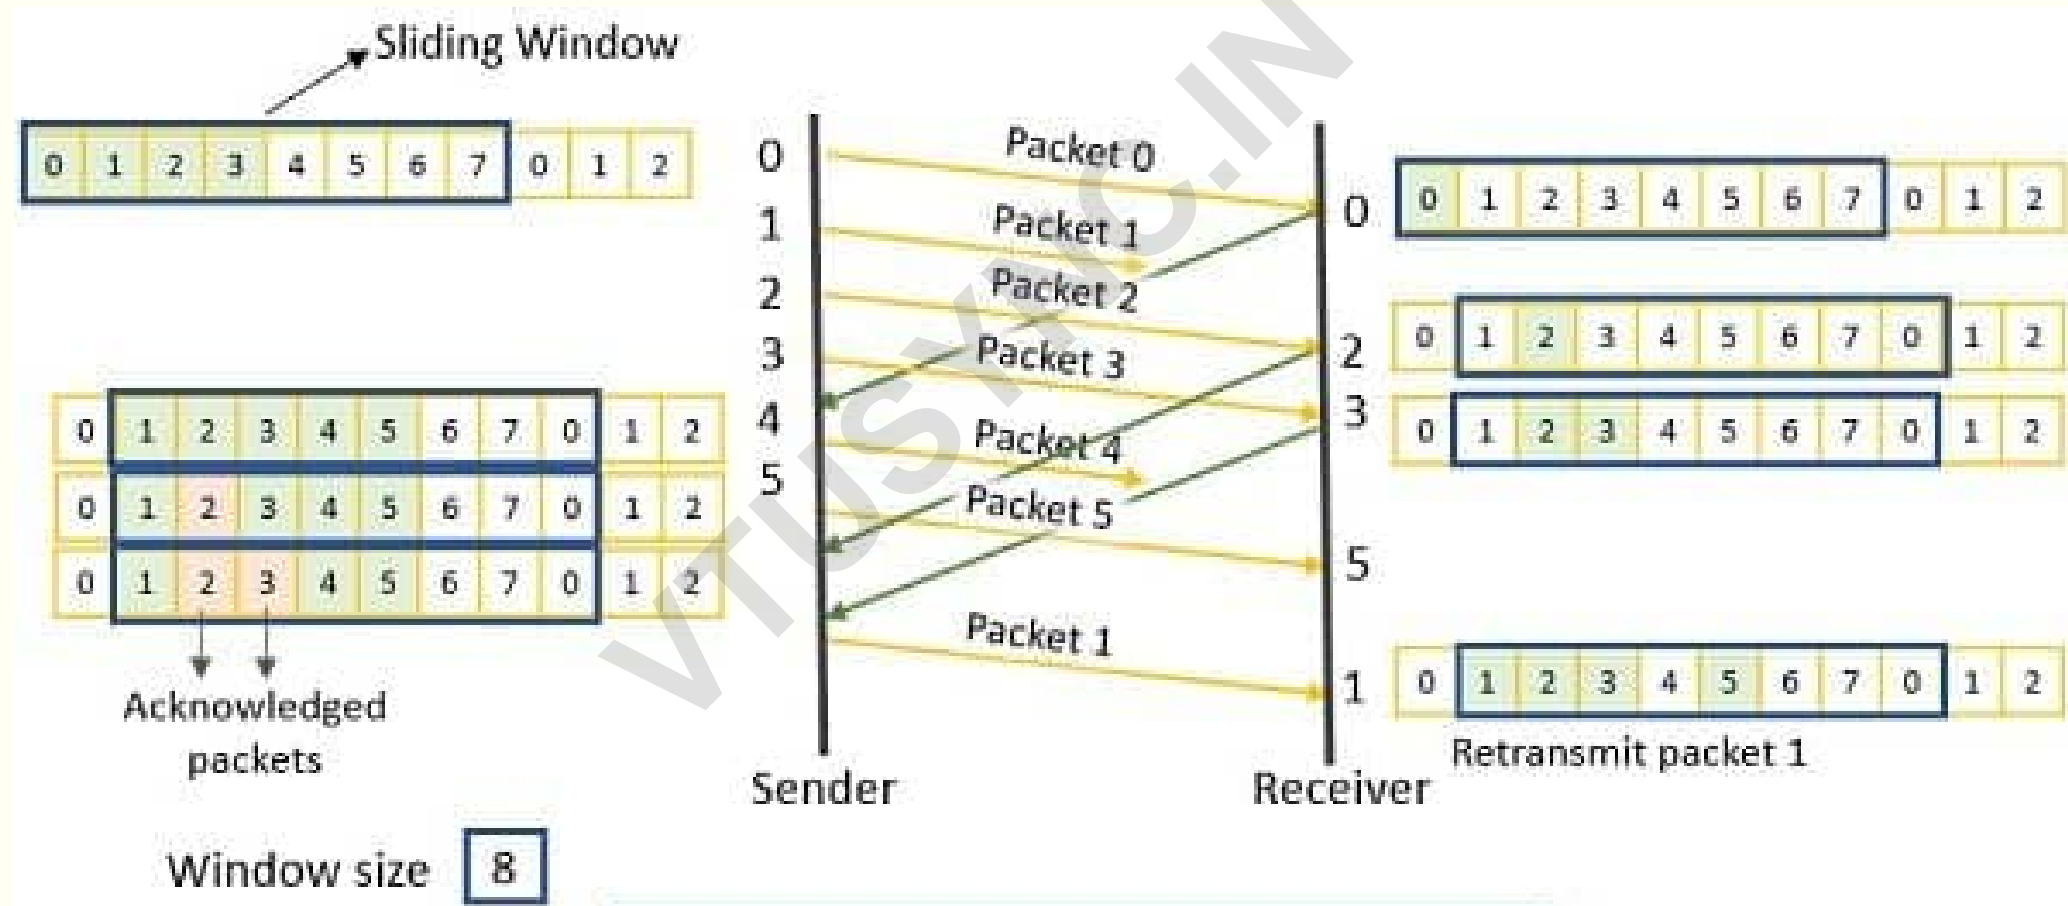 Sliding Window
0 1 2 3 4 5 6 7 0 1 2
0 1 2 3 4 5 6 7 0 1 2
0 1 2 3 4 5 6 7 0 1 2
0 1 2 3 4 5 6 7 0 1 2
Acknowledged
packets
Window size 8
0
1
2
3
4
5
Packet 0
Packet 1
Packet 2
Packet 3
Packet 4
Packet 5
Packet 1
Sender
0
2
3
5
1
Receiver
0 1 2 3 4 5 6 7 0 1 2
0 1 2 3 4 5 6 7 0 1 2
0 1 2 3 4 5 6 7 0 1 2
0 1 2 3 4 5 6 7 0 1 2
Retransmit packet 1
VTUSYNC.IN